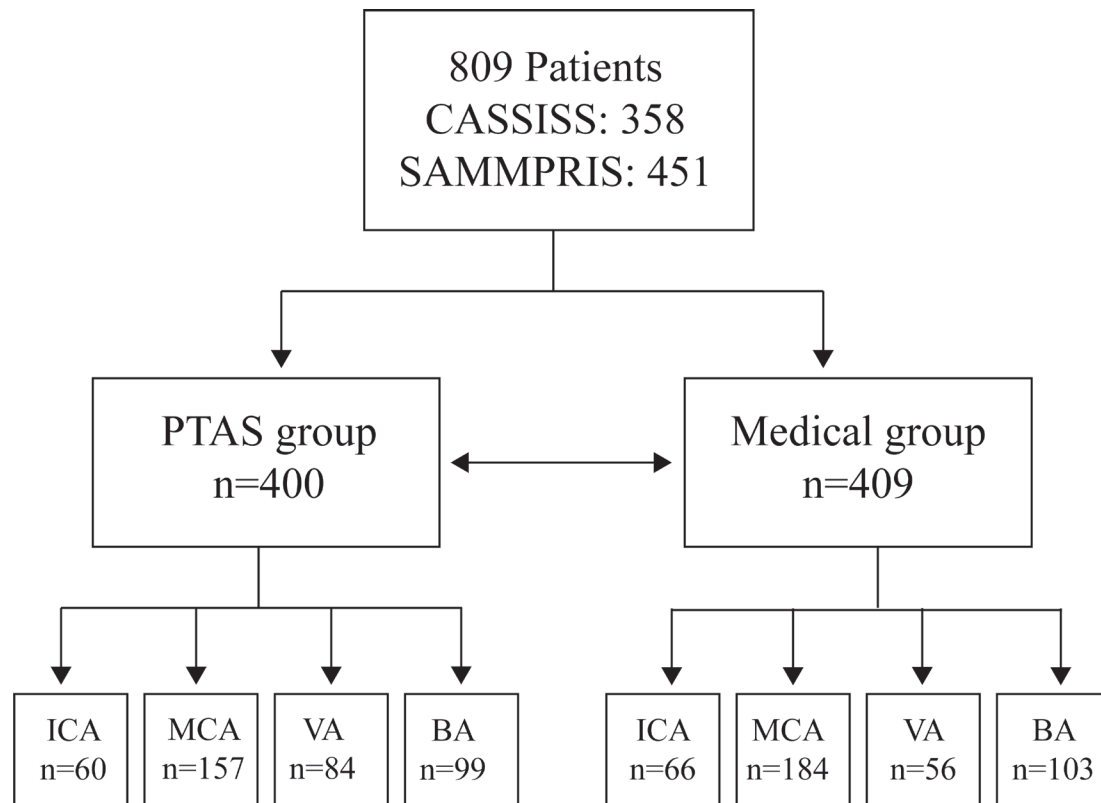 809 Patients
CASSISS: 358
SAMMPRIS: 451
PTAS group
n=400
Medical group
n=409
ICA
n=60
MCA
n=157
VA
n=84
BA
n=99
ICA
n=66
MCA
n=184
VA
n=56
BA
n=103